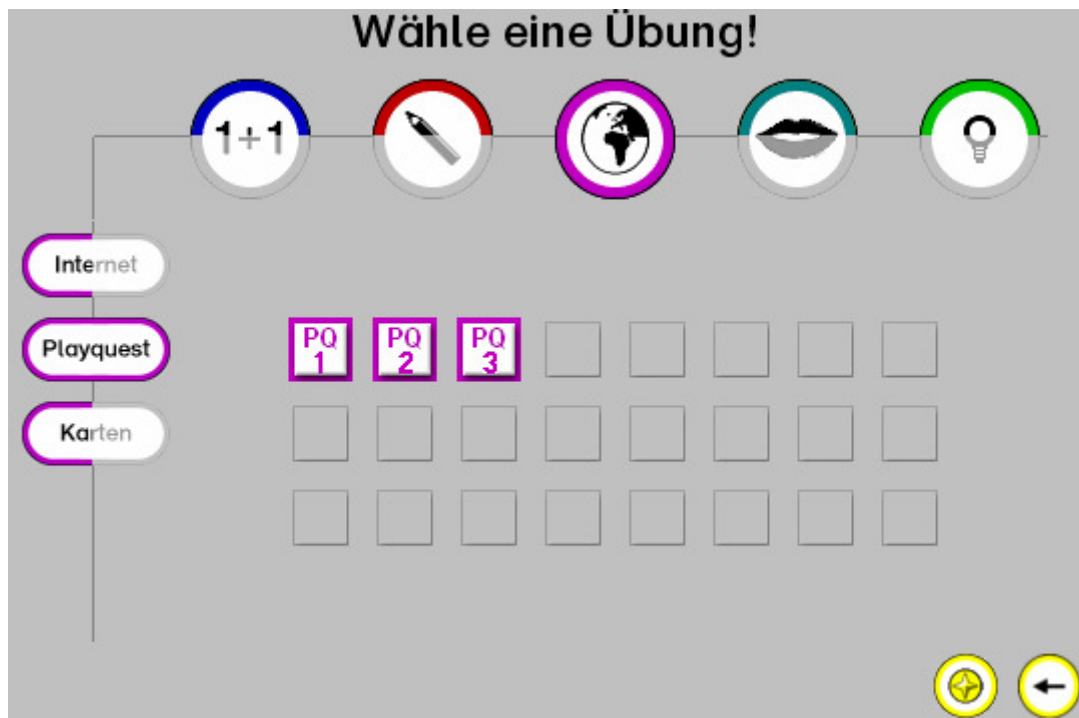 Wähle eine Übung!
1+1
Internet
Playquest
Karten
PQ 1
PQ 2
PQ 3